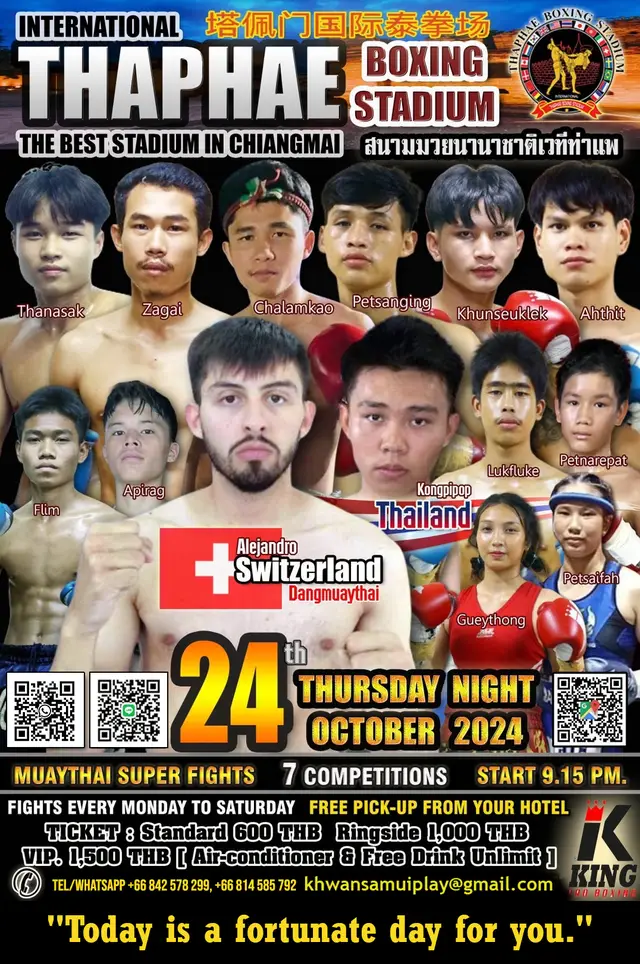 INTERNATIONAL
塔佩门国际泰拳场
THAPHAE
BOXING
STADIUM
THAPHAE BOXING STADIUM
INTERNATIONAL
THE BEST STADIUM IN CHIANGMAI
สนามมวยนานาชาติเวทีท่าแพ
Thanasak
Zagai
Chalamkao
Petsanging
Khunseuklek
Ahthit
Flim
Apirag
Lukfluke
Petnarepat
Kongpipop
Thailand
Alejandro
Switzerland
Dangmuaythai
Petsaifah
Gueythong
24th
THURSDAY NIGHT
OCTOBER 2024
MUAYTHAI SUPER FIGHTS 7 COMPETITIONS START 9.15 PM.
FIGHTS EVERY MONDAY TO SATURDAY FREE PICK-UP FROM YOUR HOTEL
TICKET : Standard 600 THB Ringside 1,000 THB
VIP. 1,500 THB [ Air-conditioner & Free Drink Unlimit ]
TEL/WHATSAPP +66 842 578 299, +66 814 585 792 khwansamuiplay@gmail.com
K
KING
PRO BOXING
"Today is a fortunate day for you."